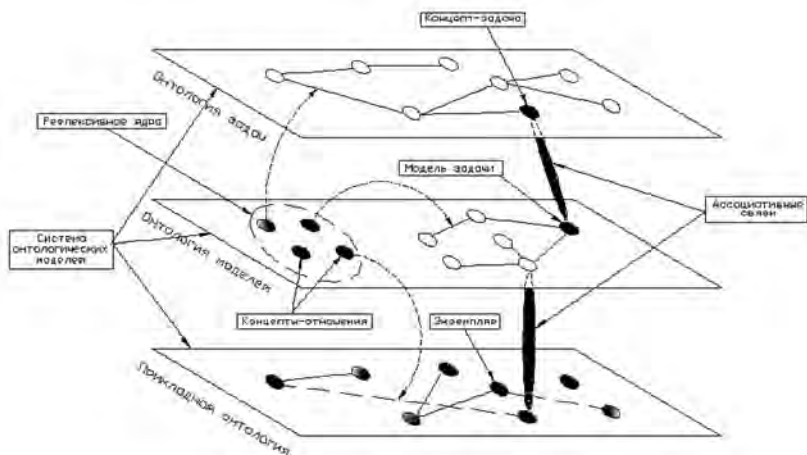 Концепт-задача
Онтология задач
Рефлексивное ядро
Модель задачи
Ассоциативные
связи
Онтология моделей
Система
онтологических
моделей
Концепты-отношения
Экземпляр
Прикладная онтология